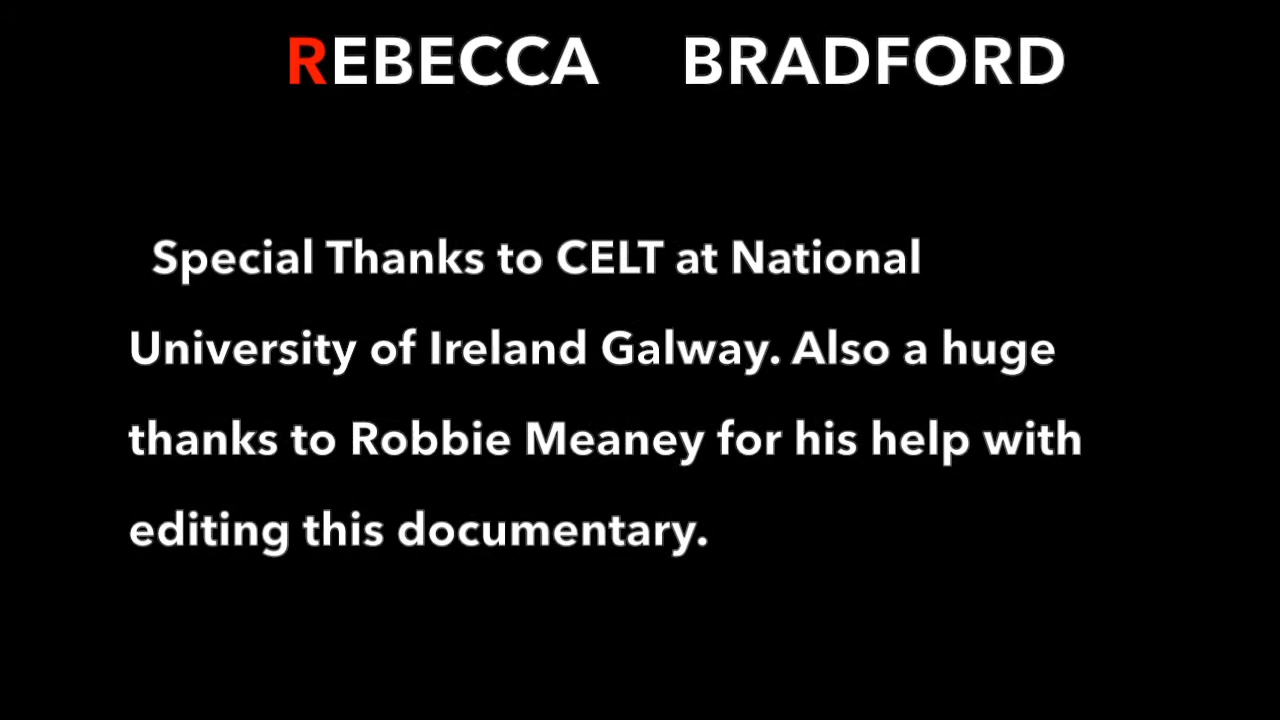 REBECCA BRADFORD
Special Thanks to CELT at National
University of Ireland Galway. Also a huge
thanks to Robbie Meaney for his help with
editing this documentary.